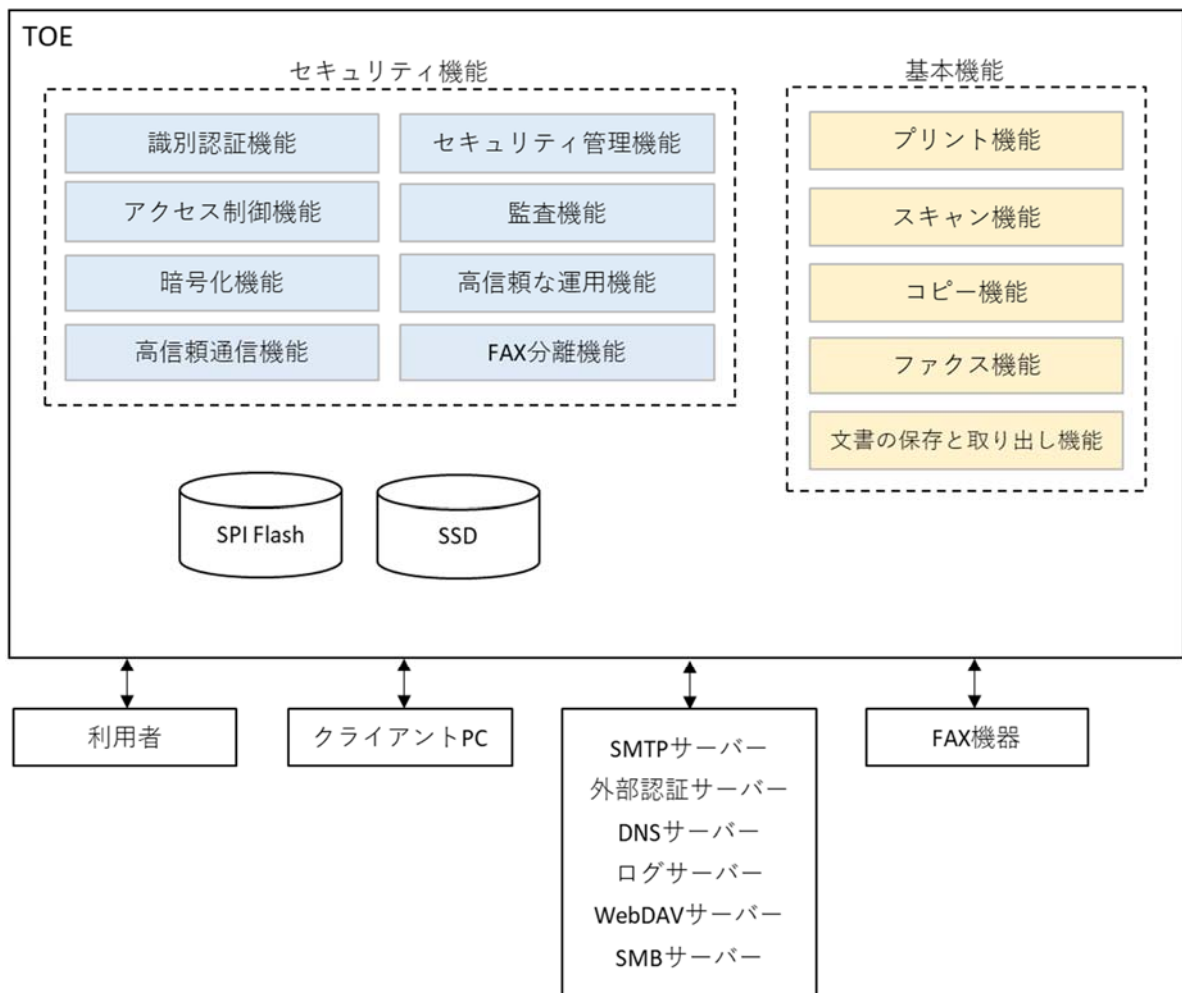 TOE
セキュリティ機能
基本機能
識別認証機能
セキュリティ管理機能
アクセス制御機能
監査機能
暗号化機能
高信頼な運用機能
高信頼通信機能
FAX分離機能
プリント機能
スキャン機能
コピー機能
ファクス機能
文書の保存と取り出し機能
SPI Flash
SSD
利用者
クライアントPC
SMTPサーバー
外部認証サーバー
DNSサーバー
ログサーバー
WebDAVサーバー
SMBサーバー
FAX機器